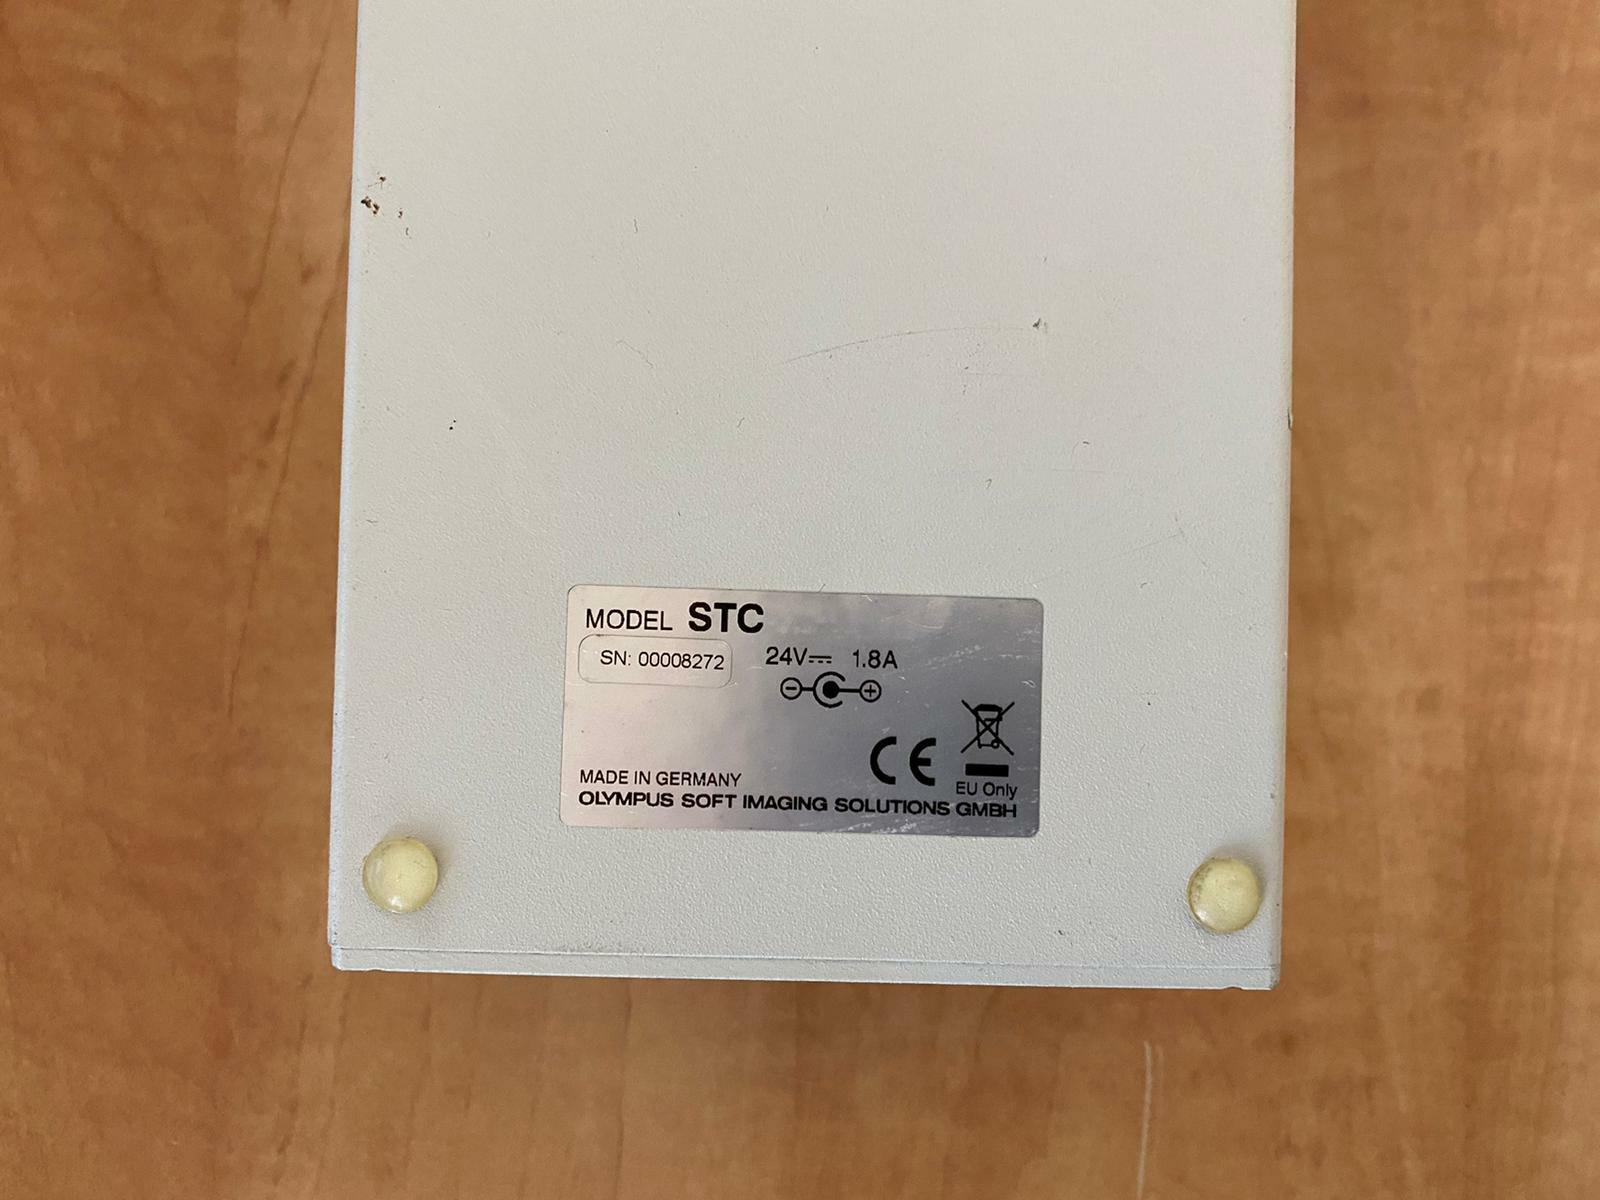 MODEL STC
SN: 00008272 24V⎓ 1.8A
CE
EU Only
MADE IN GERMANY
OLYMPUS SOFT IMAGING SOLUTIONS GMBH